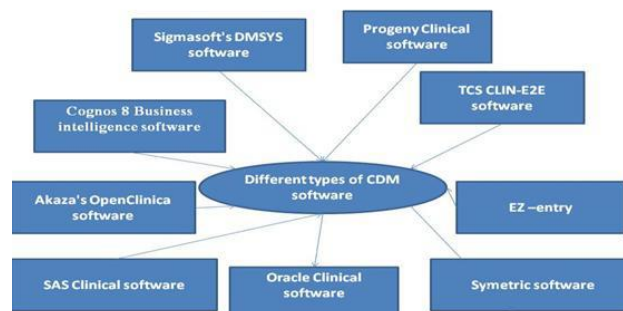 Sigmasoft's DMSYS
software
Progeny Clinical
software
TCS CLIN-E2E
software
Cognos 8 Business
intelligence software
Different types of CDM
software
Akaza's OpenClinica
software
EZ –entry
SAS Clinical software
Oracle Clinical
software
Symetric software